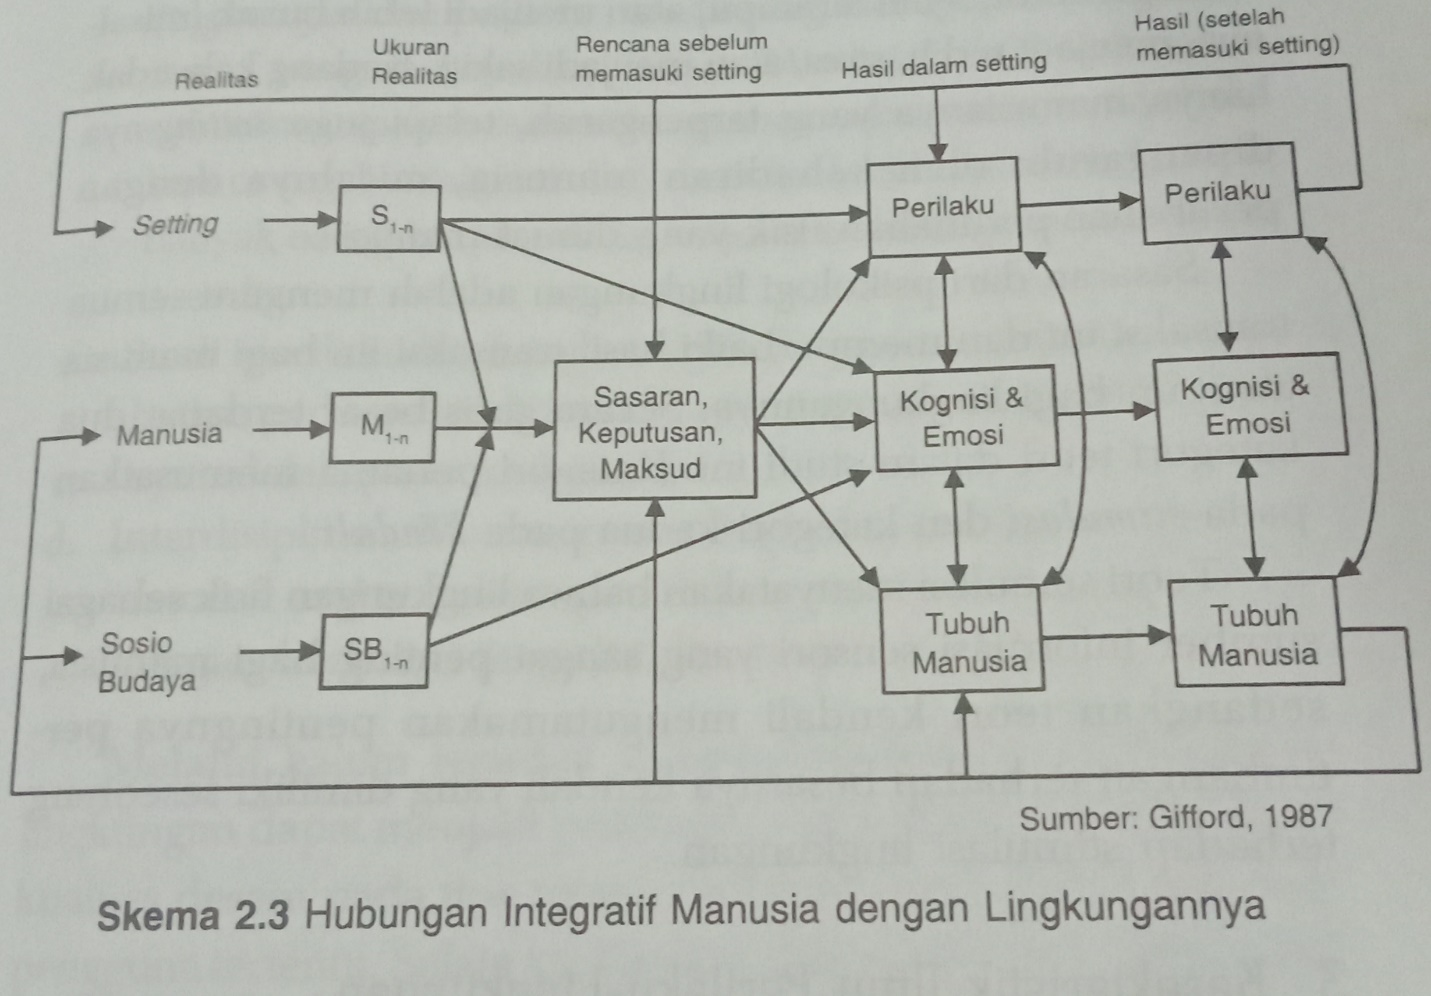 Realitas
Ukuran
Realitas
Rencana sebelum
memasuki setting
Hasil dalam setting
Hasil (setelah
memasuki setting)
Setting
S1-n
Perilaku
Perilaku
Manusia
M1-n
Sasaran,
Keputusan,
Maksud
Kognisi &
Emosi
Kognisi &
Emosi
Sosio
Budaya
SB1-n
Tubuh
Manusia
Tubuh
Manusia
Sumber: Gifford, 1987
Skema 2.3 Hubungan Integratif Manusia dengan Lingkungannya